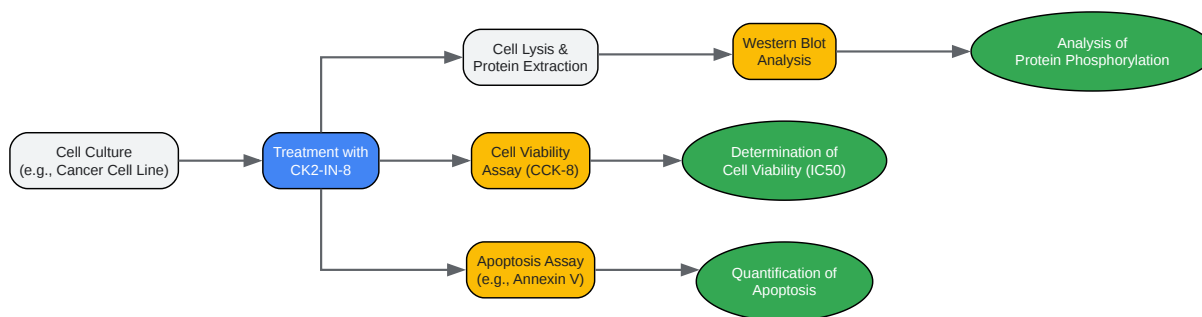 Cell Culture
(e.g., Cancer Cell Line)
Treatment with
CK2-IN-8
Cell Lysis &
Protein Extraction
Western Blot
Analysis
Analysis of
Protein Phosphorylation
Cell Viability
Assay (CCK-8)
Determination of
Cell Viability (IC50)
Apoptosis Assay
(e.g., Annexin V)
Quantification of
Apoptosis